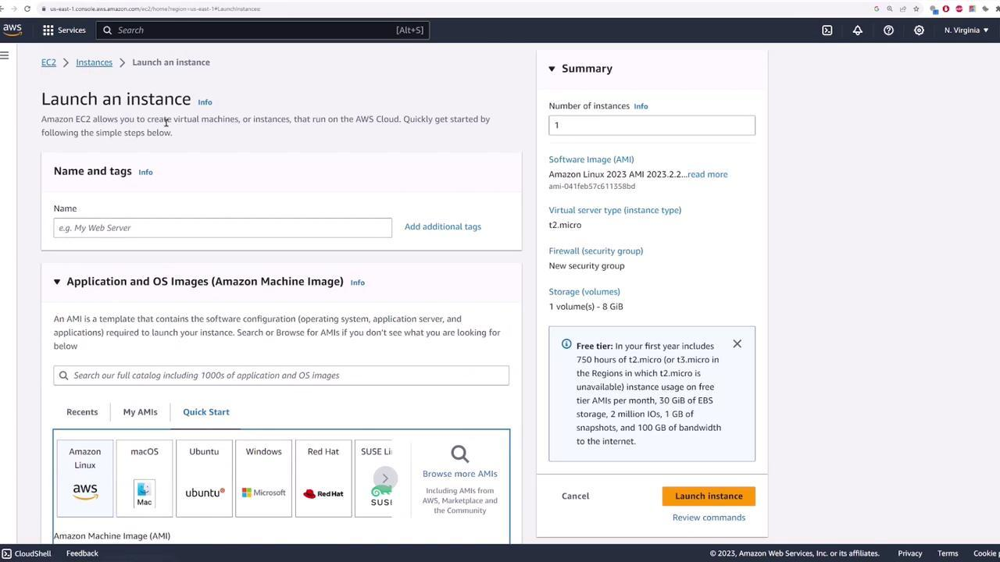 us-east-1.console.aws.amazon.com/ec2/home?region=us-east-1#LaunchInstances:
aws
Services
Search
[Alt+S]
N. Virginia
EC2
Instances
Launch an instance
Launch an instance
Info
Amazon EC2 allows you to create virtual machines, or instances, that run on the AWS Cloud. Quickly get started by
following the simple steps below.
Name and tags
Info
Name
e.g. My Web Server
Add additional tags
Application and OS Images (Amazon Machine Image)
Info
An AMI is a template that contains the software configuration (operating system, application server, and
applications) required to launch your instance. Search or Browse for AMIs if you don't see what you are looking for
below
Search our full catalog including 1000s of application and OS images
Recents
My AMIs
Quick Start
Amazon
Linux
aws
macOS
Mac
Ubuntu
ubuntu
Windows
Microsoft
Red Hat
Red Hat
SUSE Li
SUS
Browse more AMIs
Including AMIs from
AWS, Marketplace and
the Community
Amazon Machine Image (AMI)
Summary
Number of instances
Info
1
Software Image (AMI)
Amazon Linux 2023 AMI 2023.2.2...read more
ami-041feb57c611358bd
Virtual server type (instance type)
t2.micro
Firewall (security group)
New security group
Storage (volumes)
1 volume(s) - 8 GiB
Free tier: In your first year includes
750 hours of t2.micro (or t3.micro in
the Regions in which t2.micro is
unavailable) instance usage on free
tier AMIs per month, 30 GiB of EBS
storage, 2 million IOs, 1 GB of
snapshots, and 100 GB of bandwidth
to the internet.
Cancel
Launch instance
Review commands
CloudShell
Feedback
© 2023, Amazon Web Services, Inc. or its affiliates.
Privacy
Terms
Cookie